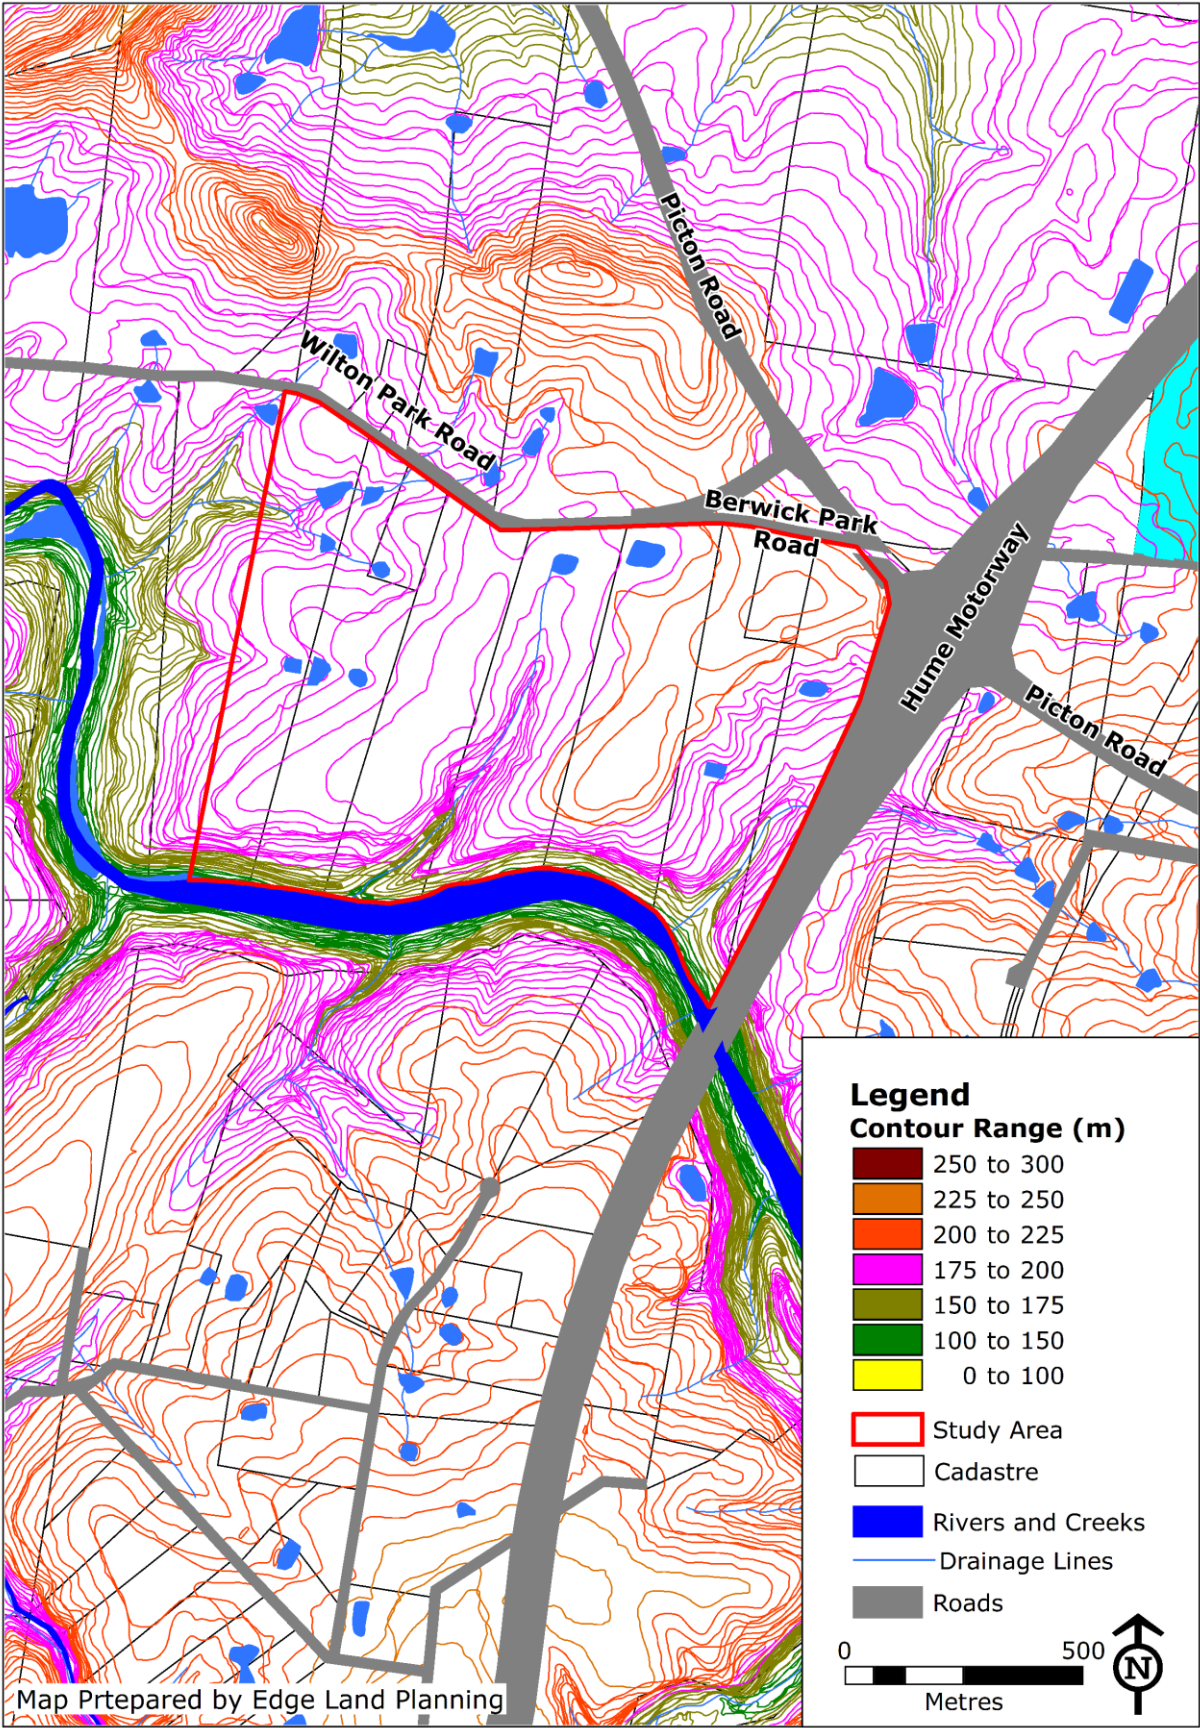 Picton Road
Wilton Park Road
Berwick Park
Road
Hume Motorway
Picton Road
Legend
Contour Range (m)
250 to 300
225 to 250
200 to 225
175 to 200
150 to 175
100 to 150
0 to 100
Study Area
Cadastre
Rivers and Creeks
Drainage Lines
Roads
0 500
Metres
N
Map Prtepared by Edge Land Planning